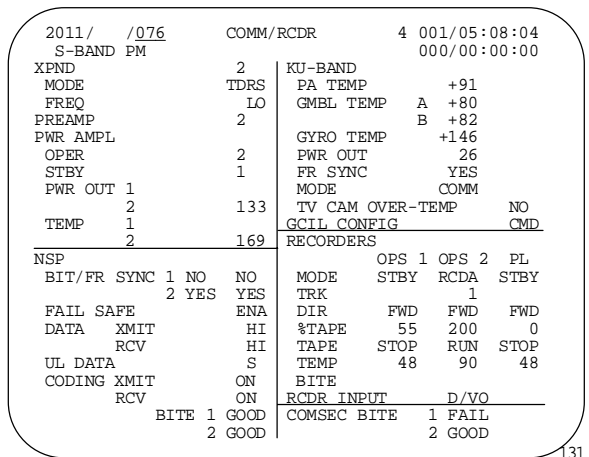 2011/ /076 COMM/RCDR 4 001/05:08:04
S-BAND PM 000/00:00:00
XPND 2 KU-BAND
MODE TDRS PA TEMP +91
FREQ LO GMBL TEMP A +80
PREAMP 2 B +82
PWR AMPL GYRO TEMP +146
OPER 2 PWR OUT 26
STBY 1 FR SYNC YES
PWR OUT 1 MODE COMM
2 133 TV CAM OVER-TEMP NO
TEMP 1 GCIL CONFIG CMD
2 169 RECORDERS
NSP OPS 1 OPS 2 PL
BIT/FR SYNC 1 NO NO MODE STBY RCDA STBY
2 YES YES TRK 1
FAIL SAFE ENA DIR FWD FWD FWD
DATA XMIT HI %TAPE 55 200 0
RCV HI TAPE STOP RUN STOP
UL DATA S TEMP 48 90 48
CODING XMIT ON BITE
RCV ON RCDR INPUT D/VO
BITE 1 GOOD COMSEC BITE 1 FAIL
2 GOOD 2 GOOD
131